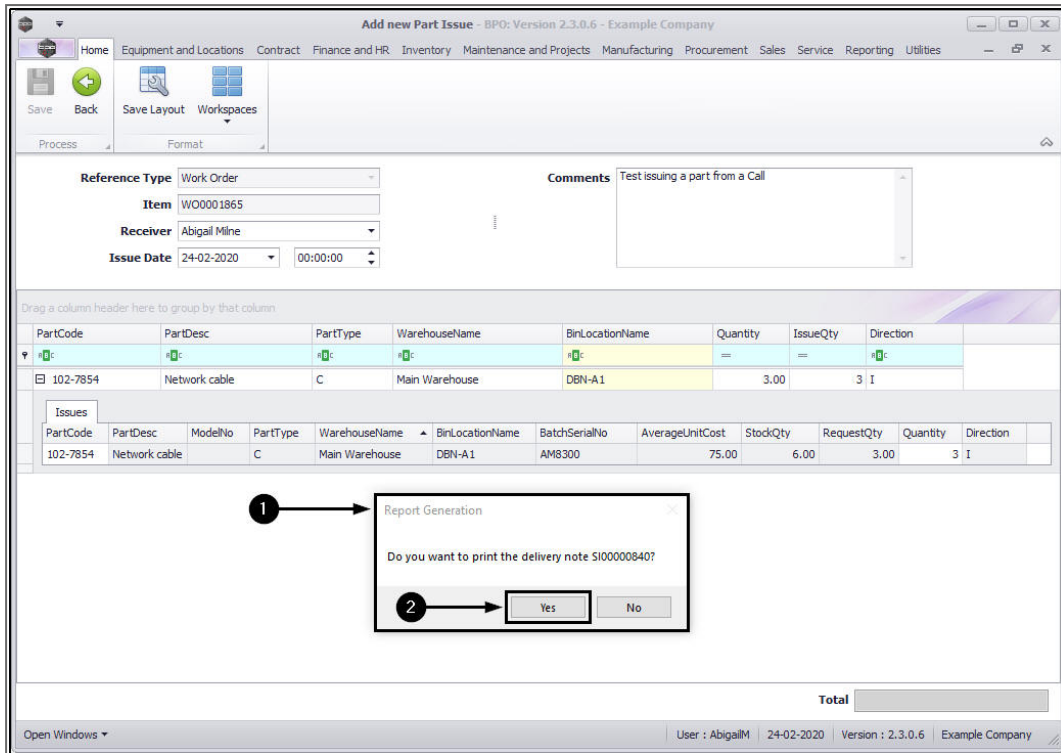 Add new Part Issue - BPO: Version 2.3.0.6 - Example Company
Home Equipment and Locations Contract Finance and HR Inventory Maintenance and Projects Manufacturing Procurement Sales Service Reporting Utilities
Save Back Save Layout Workspaces
Process Format
Reference Type Work Order Comments Test issuing a part from a Call
Item WO0001865
Receiver Abigail Milne
Issue Date 24-02-2020 00:00:00
Drag a column header here to group by that column
PartCode PartDesc PartType WarehouseName BinLocationName Quantity IssueQty Direction
102-7854 Network cable C Main Warehouse DBN-A1 3.00 3 I
Issues
PartCode PartDesc ModelNo PartType WarehouseName BinLocationName BatchSerialNo AverageUnitCost StockQty RequestQty Quantity Direction
102-7854 Network cable C Main Warehouse DBN-A1 AM8300 75.00 6.00 3.00 3 I
1 Report Generation
Do you want to print the delivery note SI00000840?
2 Yes No
Total
Open Windows User : AbigailM 24-02-2020 Version : 2.3.0.6 Example Company